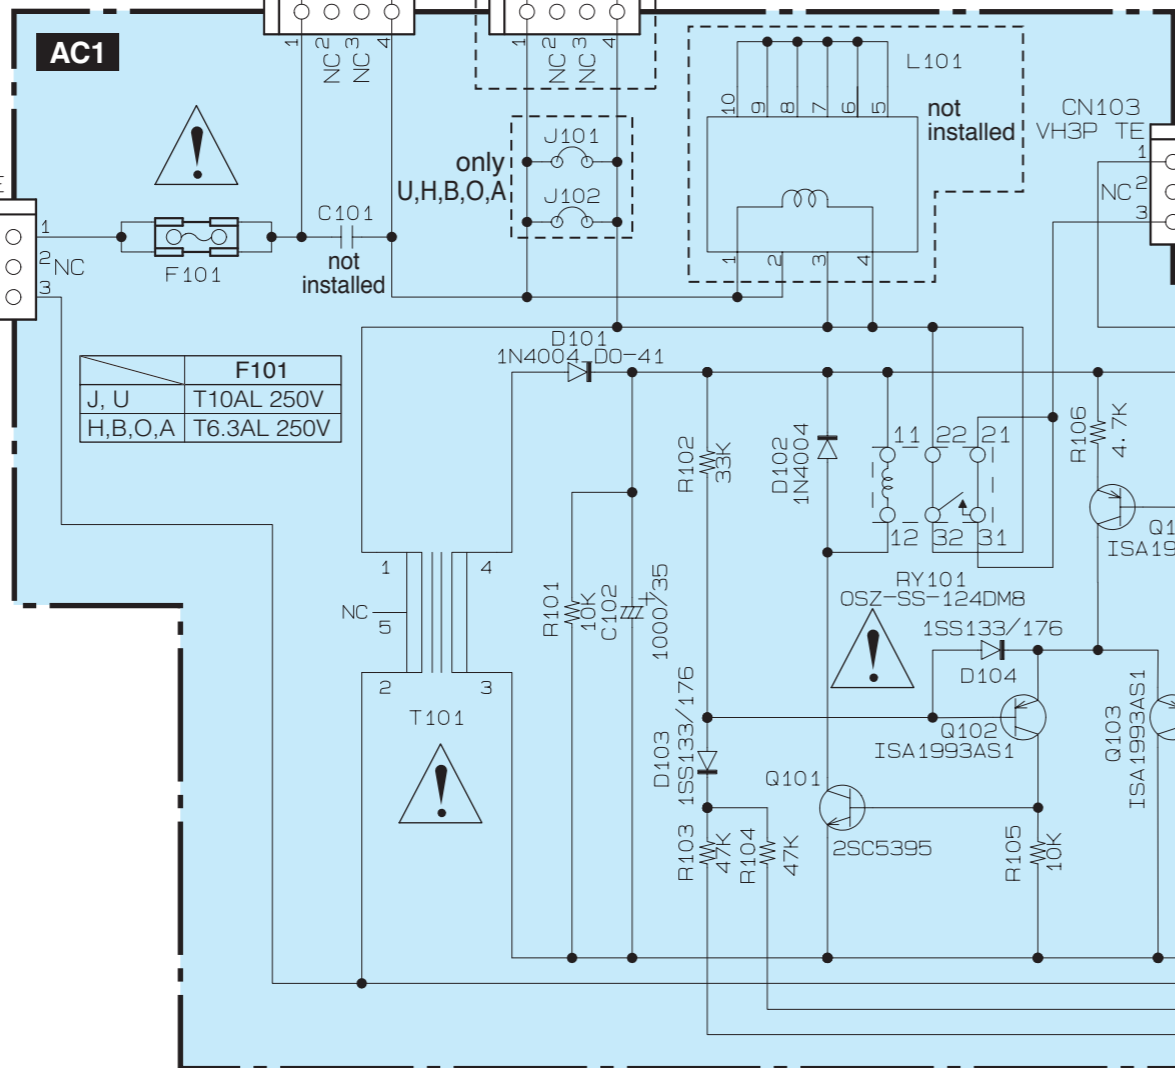 AC1
1
NC 2
NC 3
4
1
NC 2
NC 3
4
L101
10
9
8
7
6
5
not
installed
CN103
VH3P TE
1
NC 2
3
J101
only
U,H,B,O,A
J102
E
1
2 NC
3
F101
C101
not
installed
1
2
3
4
F101
J, U T10AL 250V
H,B,O,A T6.3AL 250V
D101
1N4004 DO-41
R102
33K
D102
1N4004
11 22 21
12 32 31
RY101
OSZ-SS-124DM8
R106
4.7K
Q1
ISA19
1
4
NC
5
2
3
T101
R101
10K
C102
1000/35
+
1SS133/176
D104
D103
1SS133/176
Q102
ISA1993AS1
Q103
ISA1993AS1
Q101
2SC5395
R103
47K
R104
47K
R105
10K